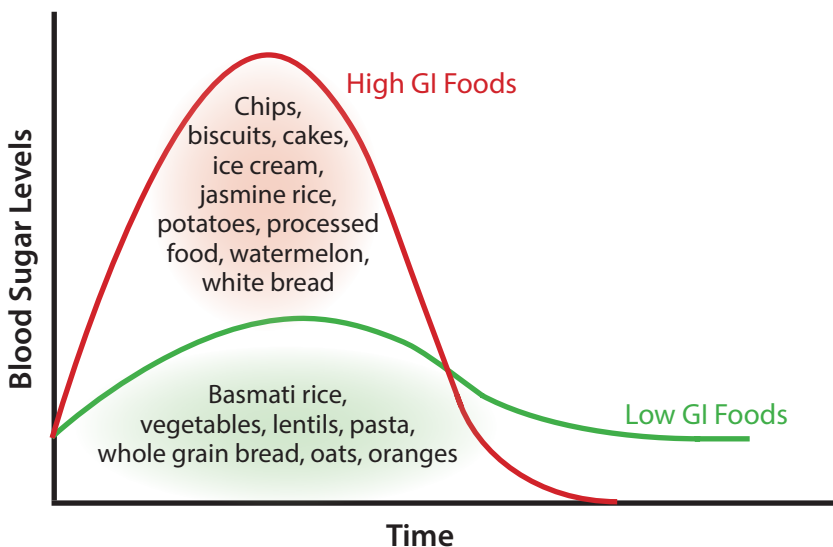 High GI Foods
Chips,
biscuits, cakes,
ice cream,
jasmine rice,
potatoes, processed
food, watermelon,
white bread
Blood Sugar Levels
Basmati rice,
vegetables, lentils, pasta,
whole grain bread, oats, oranges
Low GI Foods
Time